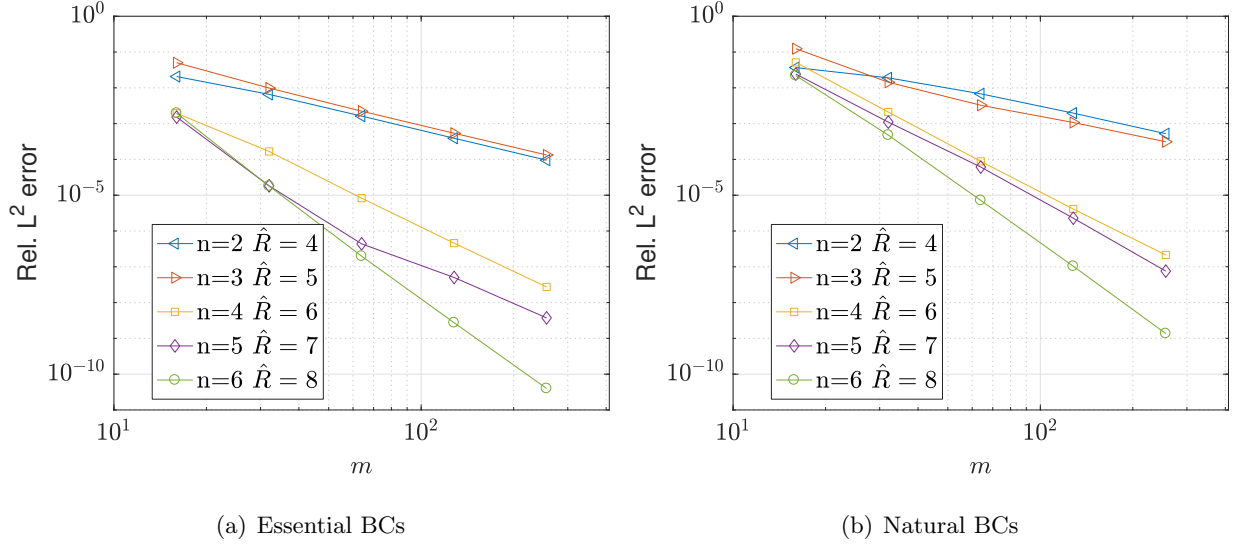 10^0
10^-5
10^-10
Rel. L^2 error
n=2 R̂ = 4
n=3 R̂ = 5
n=4 R̂ = 6
n=5 R̂ = 7
n=6 R̂ = 8
10^1
10^2
m
(a) Essential BCs
10^0
10^-5
10^-10
Rel. L^2 error
n=2 R̂ = 4
n=3 R̂ = 5
n=4 R̂ = 6
n=5 R̂ = 7
n=6 R̂ = 8
10^1
10^2
m
(b) Natural BCs